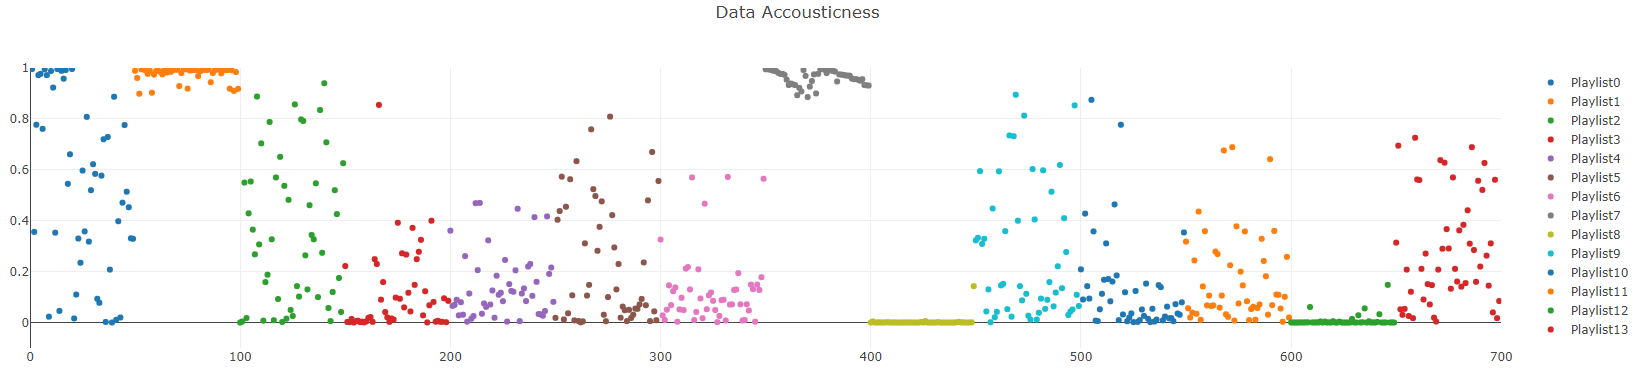 Data Accousticness
1
0.8
0.6
0.4
0.2
0
0 100 200 300 400 500 600 700
Playlist0
Playlist1
Playlist2
Playlist3
Playlist4
Playlist5
Playlist6
Playlist7
Playlist8
Playlist9
Playlist10
Playlist11
Playlist12
Playlist13